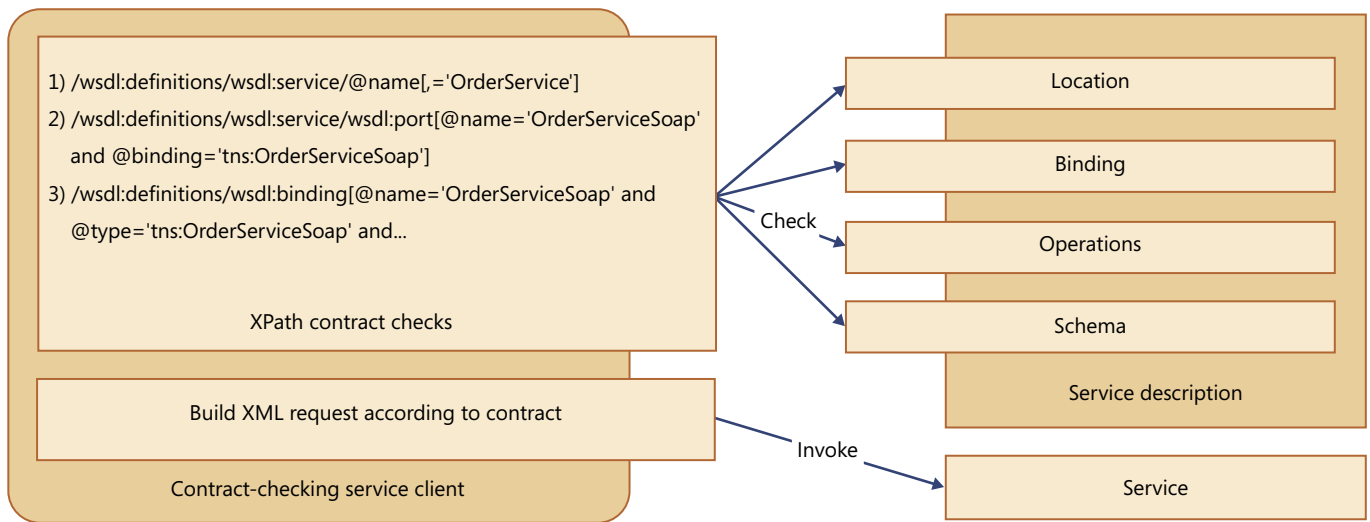 1) /wsdl:definitions/wsdl:service/@name[,='OrderService']
2) /wsdl:definitions/wsdl:service/wsdl:port[@name='OrderServiceSoap'
and @binding='tns:OrderServiceSoap']
3) /wsdl:definitions/wsdl:binding[@name='OrderServiceSoap' and
@type='tns:OrderServiceSoap' and...
XPath contract checks
Build XML request according to contract
Contract-checking service client
Check
Invoke
Location
Binding
Operations
Schema
Service description
Service